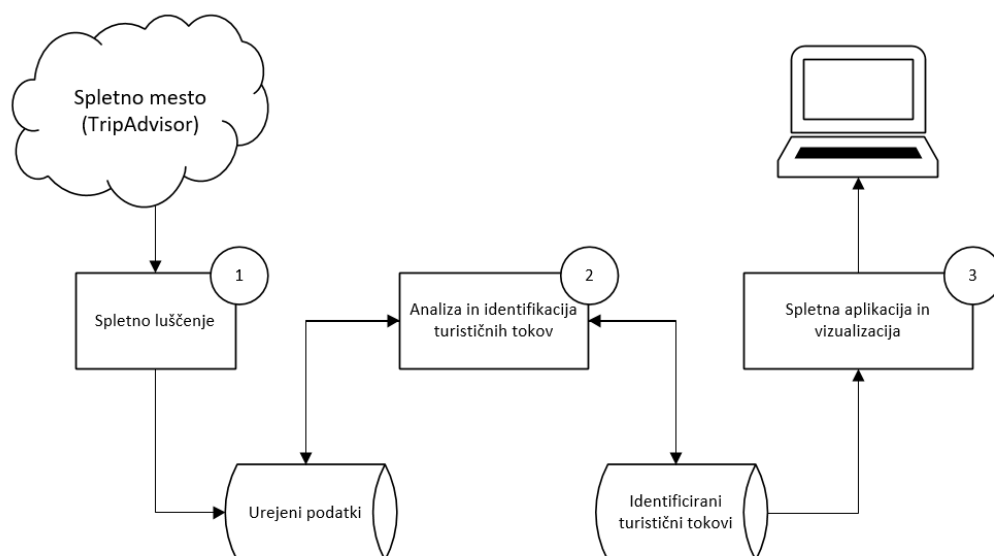 Spletno mesto
(TripAdvisor)
1
Spletno luščenje
2
Analiza in identifikacija
turističnih tokov
3
Spletna aplikacija in
vizualizacija
Urejeni podatki
Identificirani
turistični tokovi